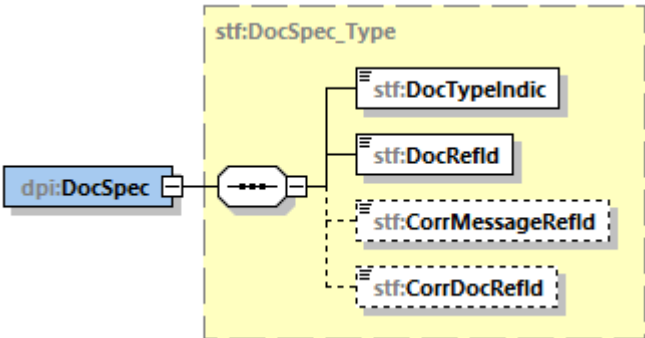 stf:DocSpec_Type
stf:DocTypeIndic
stf:DocRefId
dpi:DocSpec
stf:CorrMessageRefId
stf:CorrDocRefId